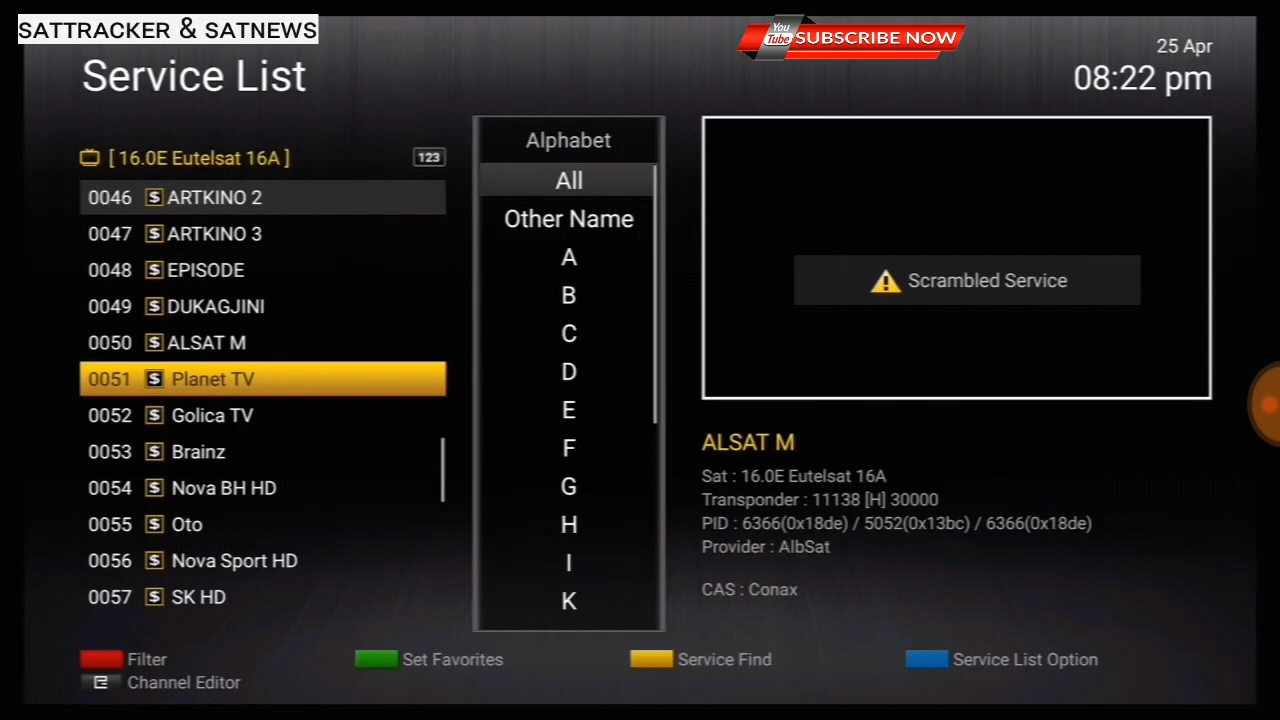 SATTRACKER & SATNEWS
You
Tube
SUBSCRIBE NOW
25 Apr
08:22 pm
Service List
[ 16.0E Eutelsat 16A ]
123
0046 $ ARTKINO 2
0047 $ ARTKINO 3
0048 $ EPISODE
0049 $ DUKAGJINI
0050 $ ALSAT M
0051 $ Planet TV
0052 $ Golica TV
0053 $ Brainz
0054 $ Nova BH HD
0055 $ Oto
0056 $ Nova Sport HD
0057 $ SK HD
Alphabet
All
Other Name
A
B
C
D
E
F
G
H
I
K
Scrambled Service
ALSAT M
Sat : 16.0E Eutelsat 16A
Transponder : 11138 [H] 30000
PID : 6366(0x18de) / 5052(0x13bc) / 6366(0x18de)
Provider : AlbSat
CAS : Conax
Filter
Set Favorites
Service Find
Service List Option
Channel Editor